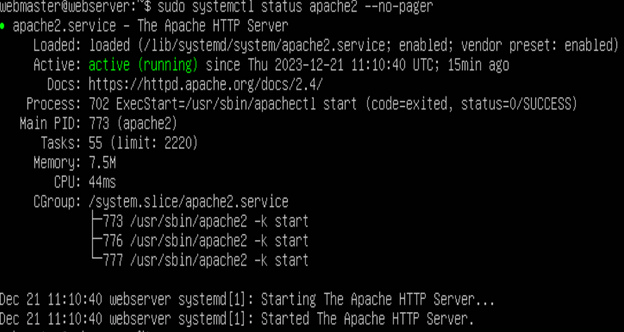 webmaster@webserver:~$ sudo systemctl status apache2 --no-pager
● apache2.service - The Apache HTTP Server
Loaded: loaded (/lib/systemd/system/apache2.service; enabled; vendor preset: enabled)
Active: active (running) since Thu 2023-12-21 11:10:40 UTC; 15min ago
Docs: https://httpd.apache.org/docs/2.4/
Process: 702 ExecStart=/usr/sbin/apachectl start (code=exited, status=0/SUCCESS)
Main PID: 773 (apache2)
Tasks: 55 (limit: 2220)
Memory: 7.5M
CPU: 44ms
CGroup: /system.slice/apache2.service
├─773 /usr/sbin/apache2 -k start
├─776 /usr/sbin/apache2 -k start
└─777 /usr/sbin/apache2 -k start
Dec 21 11:10:40 webserver systemd[1]: Starting The Apache HTTP Server...
Dec 21 11:10:40 webserver systemd[1]: Started The Apache HTTP Server.